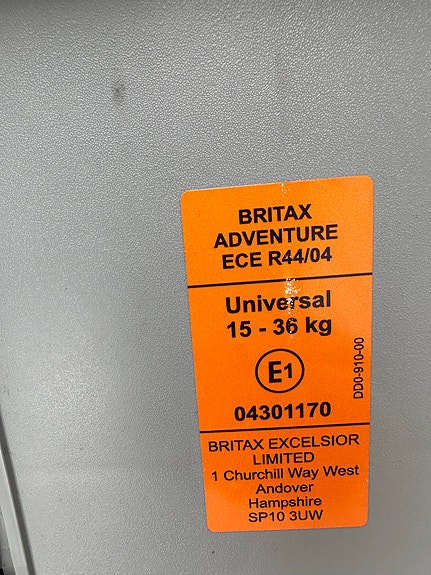 BRITAX
ADVENTURE
ECE R44/04
Universal
15 - 36 kg
E1
DD0-910-00
04301170
BRITAX EXCELSIOR
LIMITED
1 Churchill Way West
Andover
Hampshire
SP10 3UW